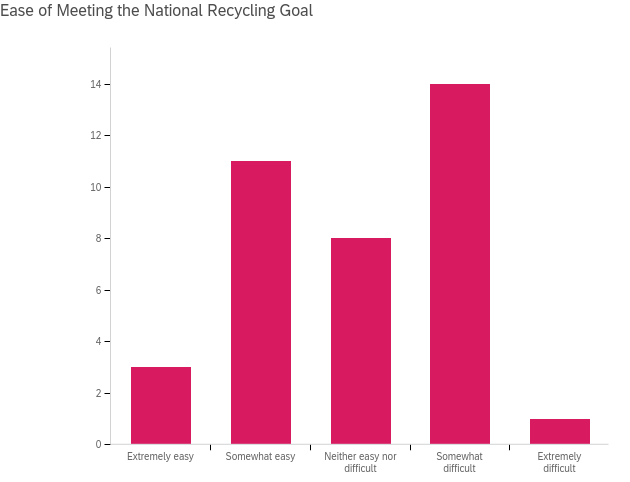 Ease of Meeting the National Recycling Goal
14
12
10
8
6
4
2
0
Extremely easy
Somewhat easy
Neither easy nor
difficult
Somewhat
difficult
Extremely
difficult